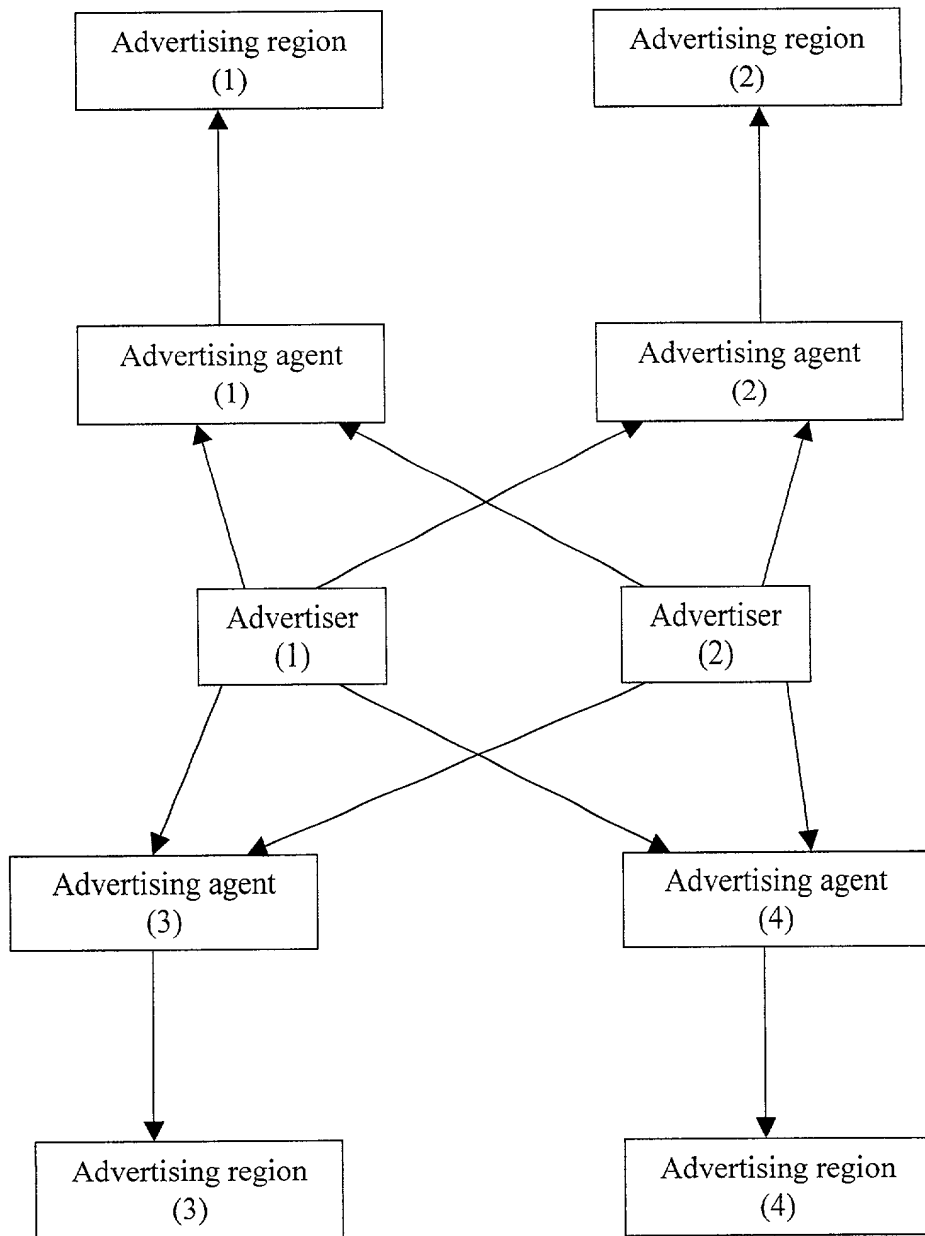 Advertising region
(1)
Advertising region
(2)
Advertising agent
(1)
Advertising agent
(2)
Advertiser
(1)
Advertiser
(2)
Advertising agent
(3)
Advertising agent
(4)
Advertising region
(3)
Advertising region
(4)